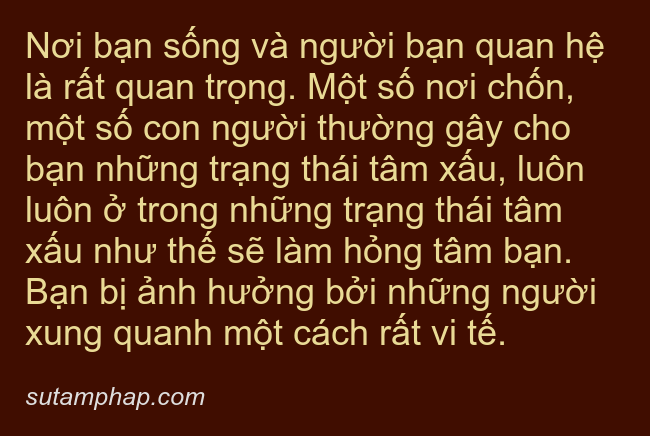 Nơi bạn sống và người bạn quan hệ
là rất quan trọng. Một số nơi chốn,
một số con người thường gây cho
bạn những trạng thái tâm xấu, luôn
luôn ở trong những trạng thái tâm
xấu như thế sẽ làm hỏng tâm bạn.
Bạn bị ảnh hưởng bởi những người
xung quanh một cách rất vi tế.
sutamphap.com